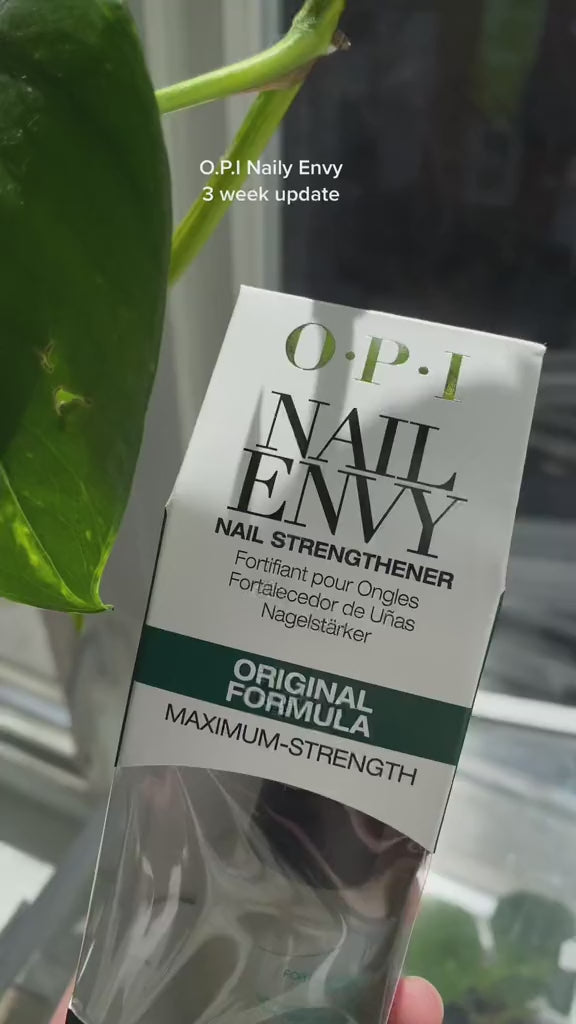 O.P.I Naily Envy
3 week update
O·P·I
NAIL
ENVY
NAIL STRENGTHENER
Fortifiant pour Ongles
Fortalecedor de Uñas
Nagelstärker
ORIGINAL
FORMULA
MAXIMUM-STRENGTH